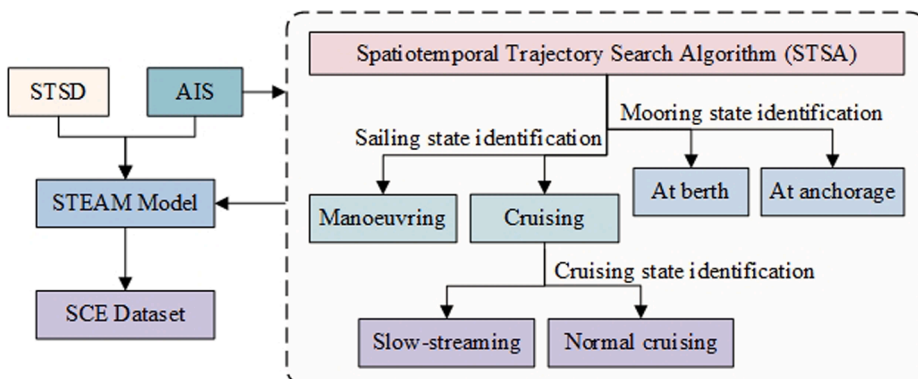 Spatiotemporal Trajectory Search Algorithm (STSA)
STSD
AIS
Mooring state identification
Sailing state identification
STEAM Model
At berth
At anchorage
Manoeuvring
Cruising
Cruising state identification
SCE Dataset
Slow-streaming
Normal cruising